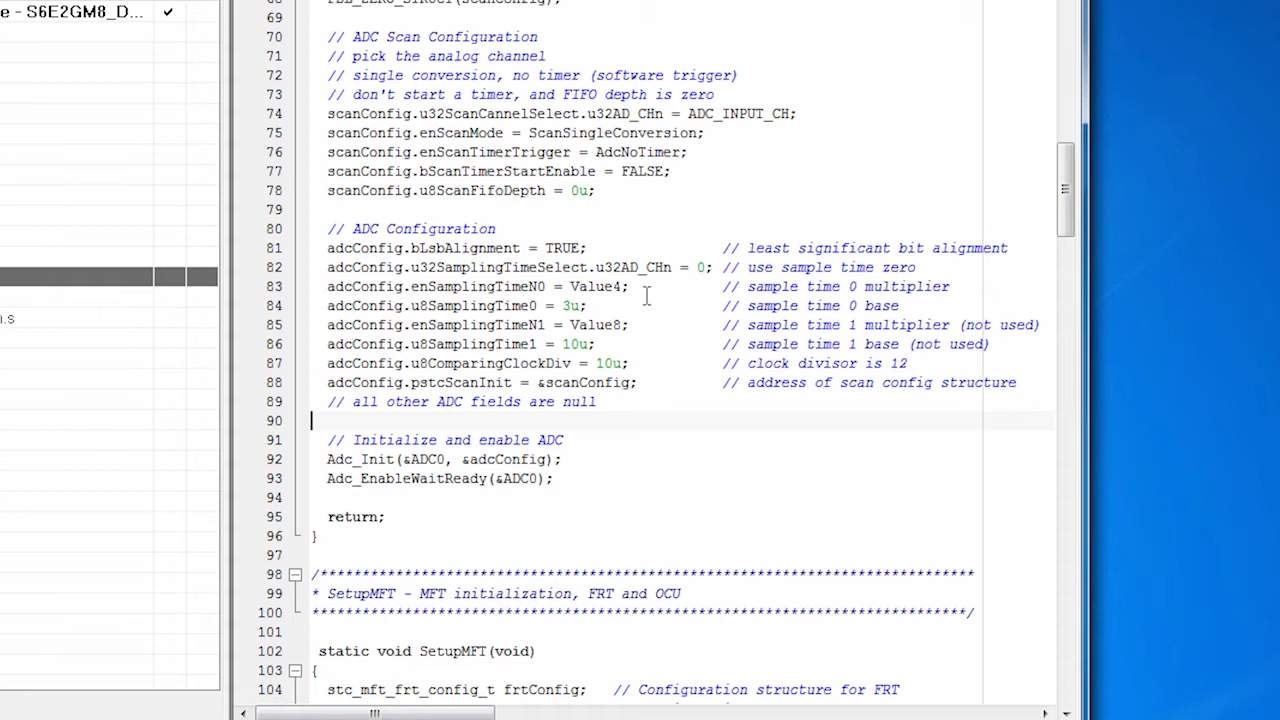 e - S6E2GM8_D...
69
70 // ADC Scan Configuration
71 // pick the analog channel
72 // single conversion, no timer (software trigger)
73 // don't start a timer, and FIFO depth is zero
74 scanConfig.u32ScanCannelSelect.u32AD_CHn = ADC_INPUT_CH;
75 scanConfig.enScanMode = ScanSingleConversion;
76 scanConfig.enScanTimerTrigger = AdcNoTimer;
77 scanConfig.bScanTimerStartEnable = FALSE;
78 scanConfig.u8ScanFifoDepth = 0u;
79
80 // ADC Configuration
81 adcConfig.bLsbAlignment = TRUE; // least significant bit alignment
82 adcConfig.u32SamplingTimeSelect.u32AD_CHn = 0; // use sample time zero
83 adcConfig.enSamplingTimeN0 = Value4; // sample time 0 multiplier
84 adcConfig.u8SamplingTime0 = 3u; // sample time 0 base
85 adcConfig.enSamplingTimeN1 = Value8; // sample time 1 multiplier (not used)
86 adcConfig.u8SamplingTime1 = 10u; // sample time 1 base (not used)
87 adcConfig.u8ComparingClockDiv = 10u; // clock divisor is 12
88 adcConfig.pstcScanInit = &scanConfig; // address of scan config structure
89 // all other ADC fields are null
90
91 // Initialize and enable ADC
92 Adc_Init(&ADC0, &adcConfig);
93 Adc_EnableWaitReady(&ADC0);
94
95 return;
96 }
97
98 /******************************************************************************
99 * SetupMFT - MFT initialization, FRT and OCU
100 ******************************************************************************/
101
102 static void SetupMFT(void)
103 {
104 stc_mft_frt_config_t frtConfig; // Configuration structure for FRT
n.s